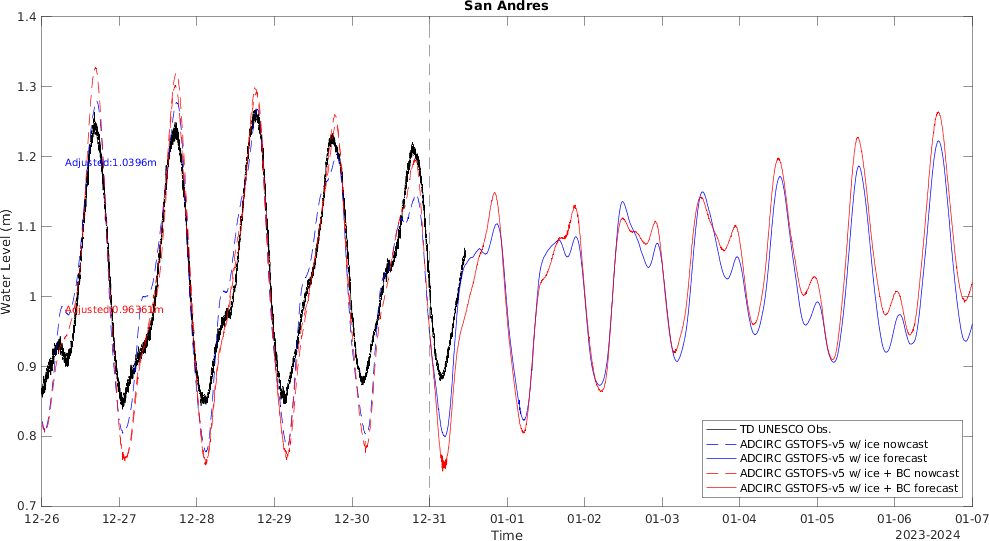 San Andres
1.4
1.3
1.2
1.1
1
0.9
0.8
0.7
Water Level (m)
Adjusted:1.0396m
Adjusted:0.96361m
TD UNESCO Obs.
ADCIRC GSTOFS-v5 w/ ice nowcast
ADCIRC GSTOFS-v5 w/ ice forecast
ADCIRC GSTOFS-v5 w/ ice + BC nowcast
ADCIRC GSTOFS-v5 w/ ice + BC forecast
12-26 12-27 12-28 12-29 12-30 12-31 01-01 01-02 01-03 01-04 01-05 01-06 01-07
Time
2023-2024